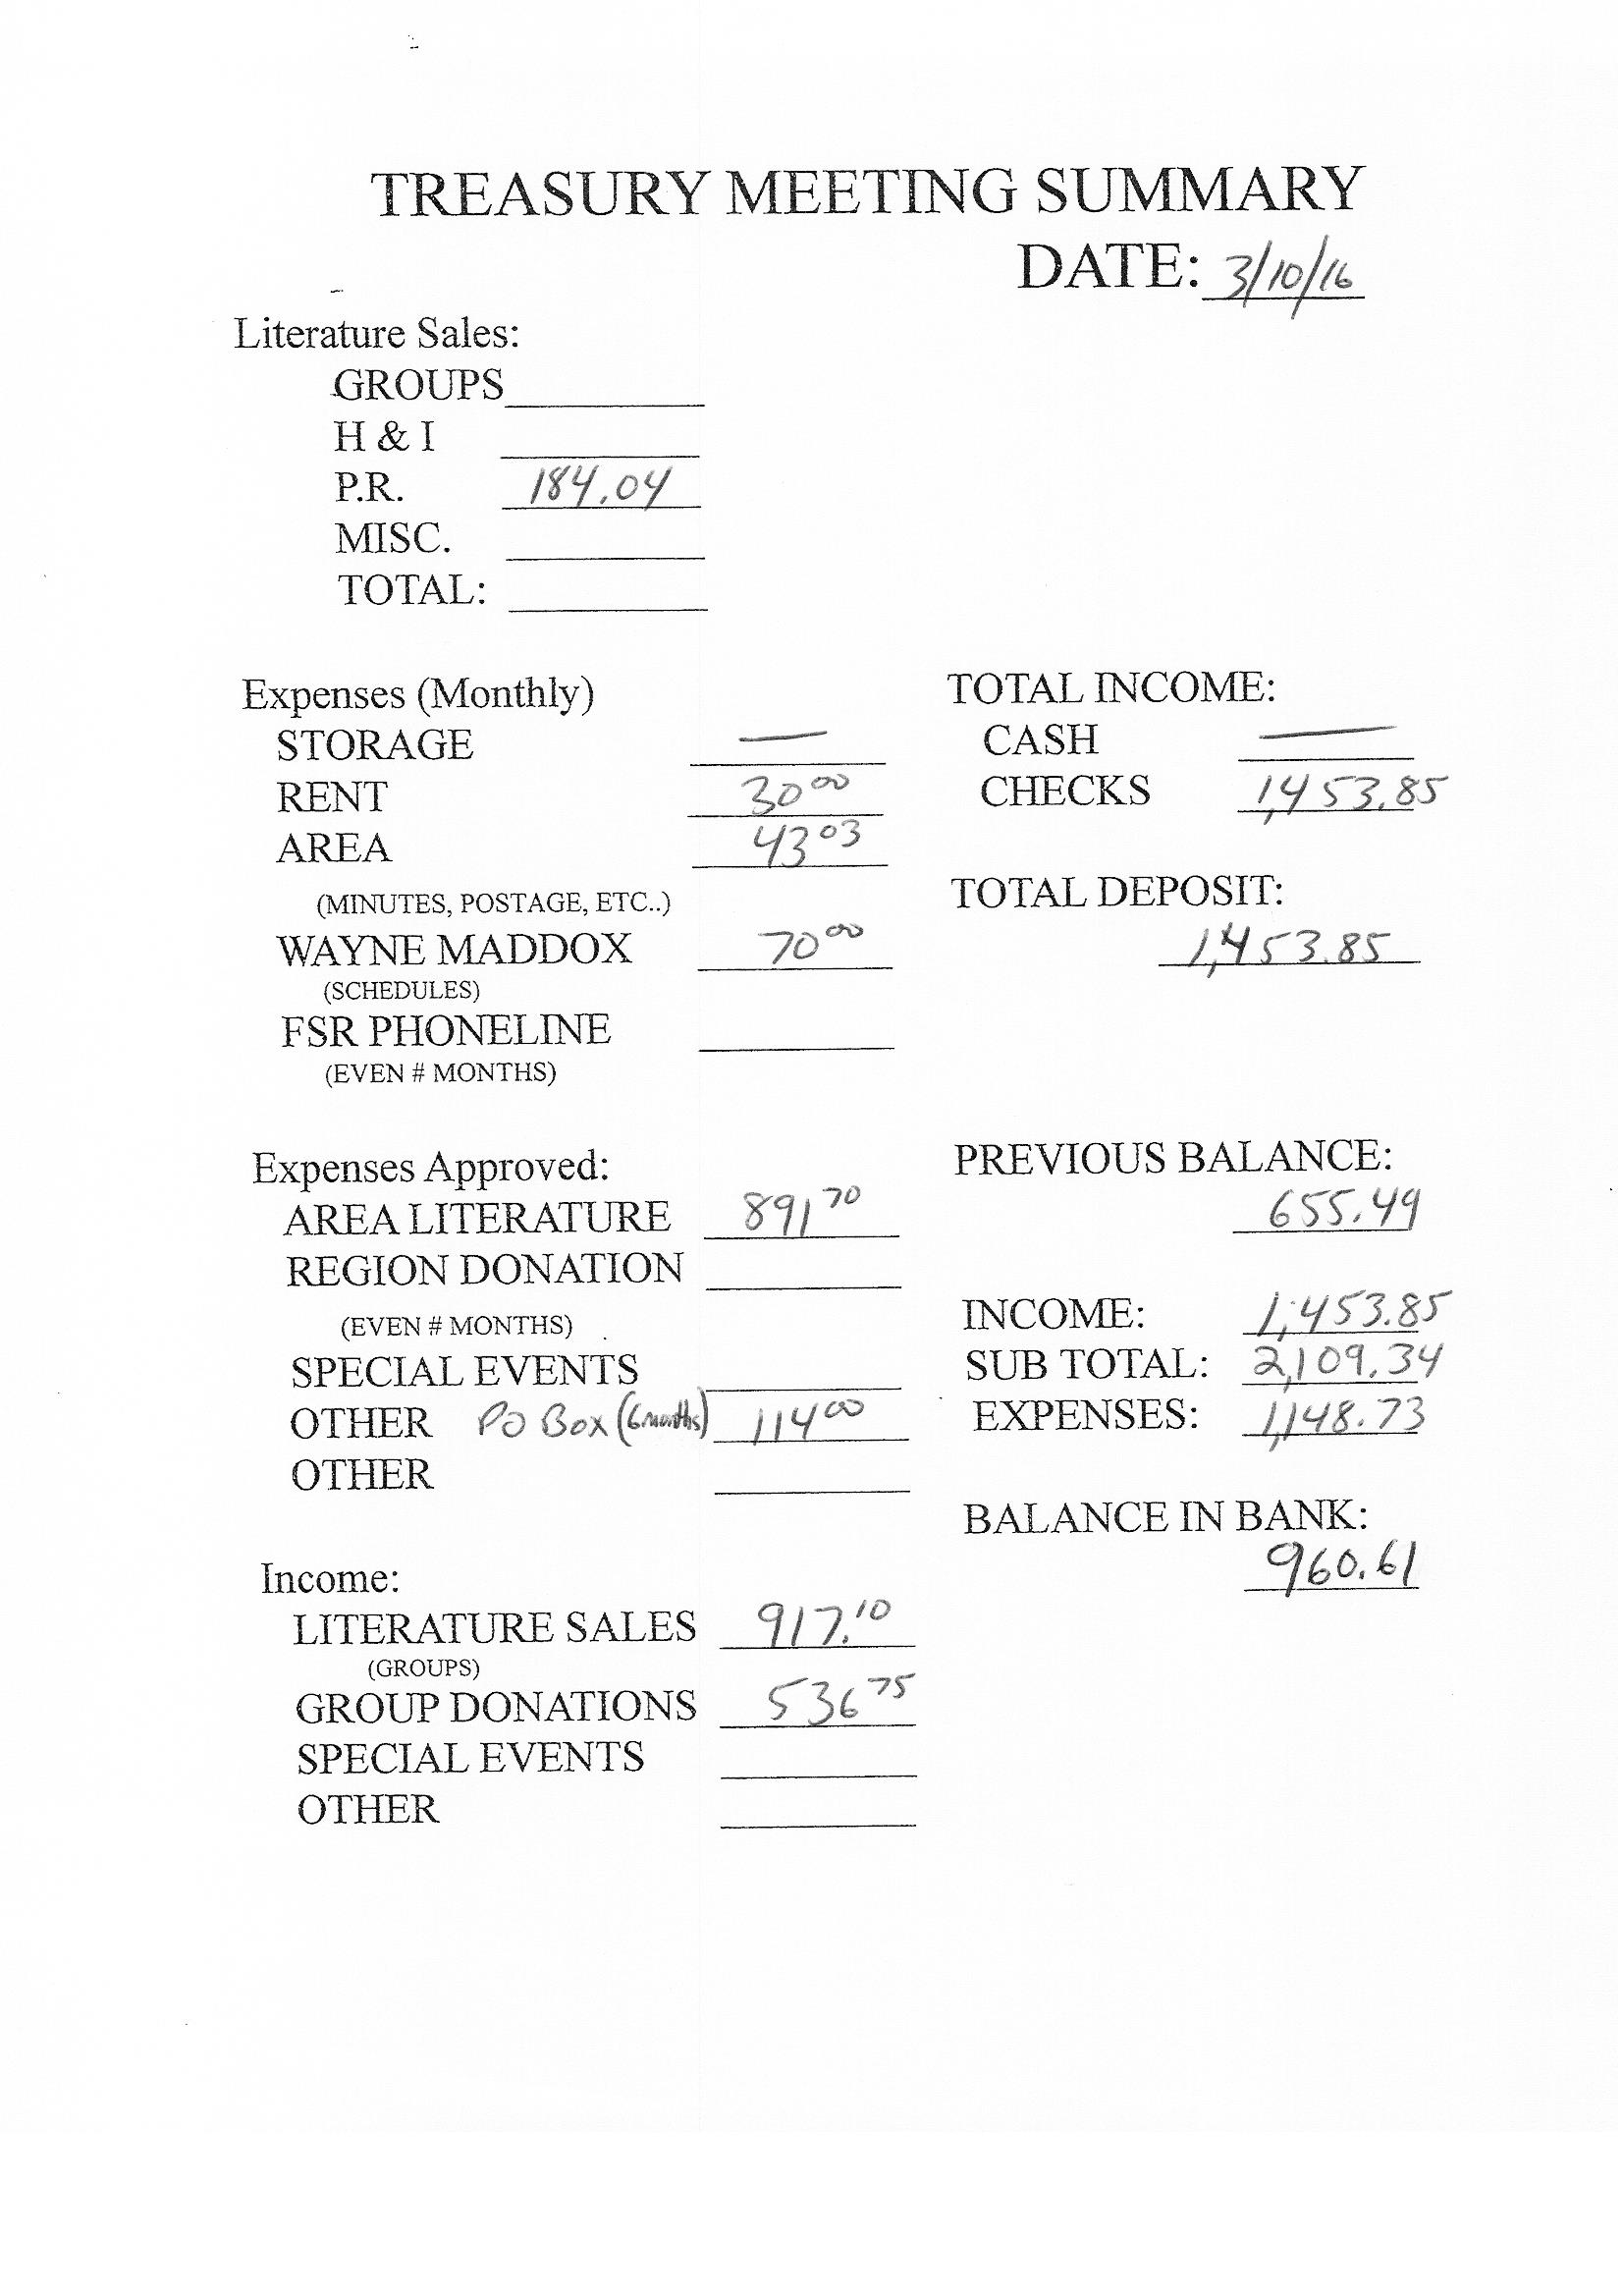 TREASURY MEETING SUMMARY
DATE: 3/10/16
Literature Sales:
GROUPS
H & I
P.R. 184.04
MISC.
TOTAL:
Expenses (Monthly)
STORAGE —
RENT 30 00
AREA 43 03
(MINUTES, POSTAGE, ETC..)
WAYNE MADDOX 70 00
(SCHEDULES)
FSR PHONELINE
(EVEN # MONTHS)
TOTAL INCOME:
CASH —
CHECKS 1,453.85
TOTAL DEPOSIT:
1,453.85
Expenses Approved:
AREA LITERATURE 891 70
REGION DONATION
(EVEN # MONTHS)
SPECIAL EVENTS
OTHER PO Box (6 months) 114 00
OTHER
PREVIOUS BALANCE:
655.49
INCOME: 1,453.85
SUB TOTAL: 2,109.34
EXPENSES: 1,148.73
BALANCE IN BANK:
960.61
Income:
LITERATURE SALES 917.10
(GROUPS)
GROUP DONATIONS 536 75
SPECIAL EVENTS
OTHER